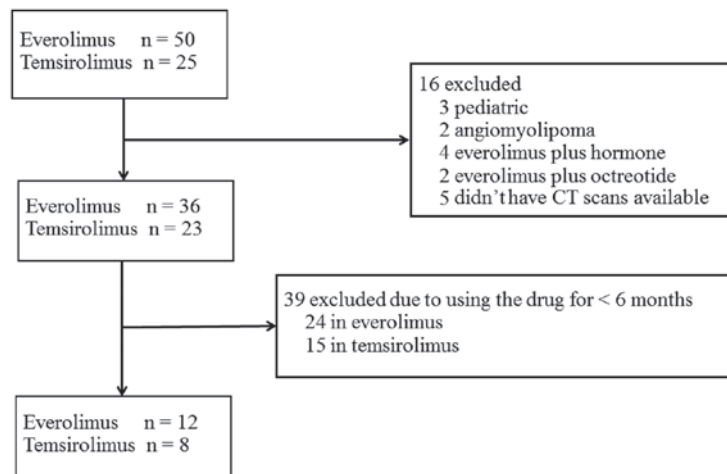 Everolimus n = 50
Temsirolimus n = 25
16 excluded
3 pediatric
2 angiomyolipoma
4 everolimus plus hormone
2 everolimus plus octreotide
5 didn't have CT scans available
Everolimus n = 36
Temsirolimus n = 23
39 excluded due to using the drug for < 6 months
24 in everolimus
15 in temsirolimus
Everolimus n = 12
Temsirolimus n = 8